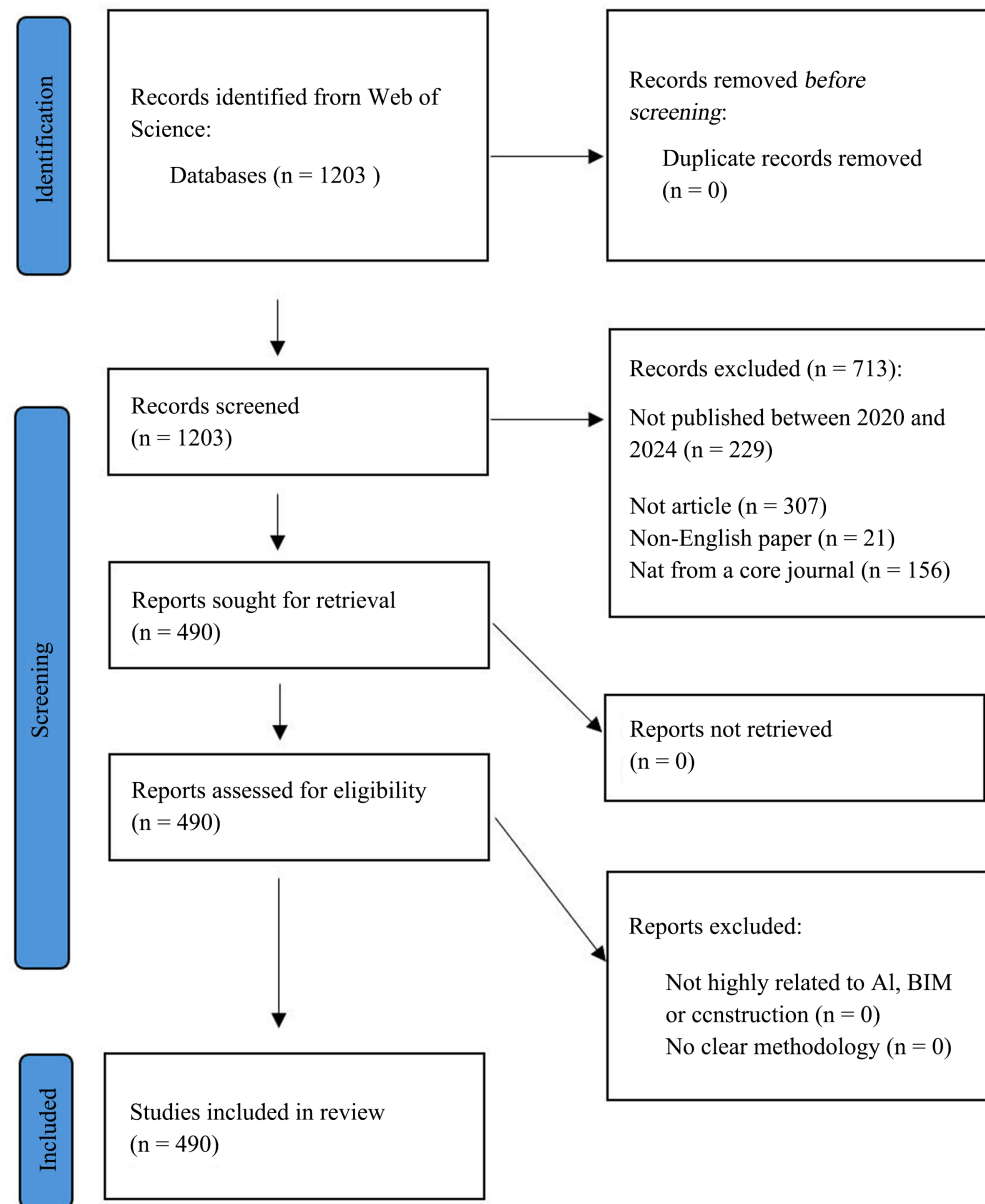 Identification
Records identified frorn Web of
Science:
Databases (n = 1203 )
Records removed before
screening:
Duplicate records removed
(n = 0)
Screening
Records screened
(n = 1203)
Records excluded (n = 713):
Not published between 2020 and
2024 (n = 229)
Not article (n = 307)
Non-English paper (n = 21)
Nat from a core journal (n = 156)
Reports sought for retrieval
(n = 490)
Reports not retrieved
(n = 0)
Reports assessed for eligibility
(n = 490)
Reports excluded:
Not highly related to Al, BIM
or ccnstruction (n = 0)
No clear methodology (n = 0)
Included
Studies included in review
(n = 490)